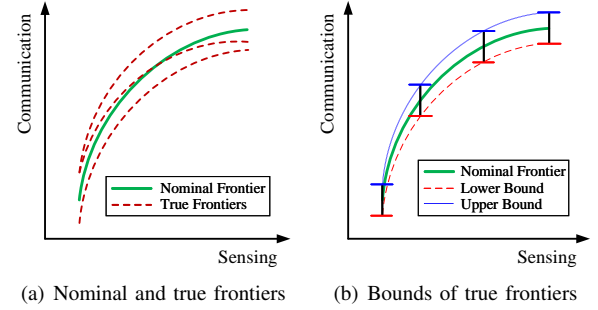 Communication
Nominal Frontier
True Frontiers
Sensing
(a) Nominal and true frontiers
Communication
Nominal Frontier
Lower Bound
Upper Bound
Sensing
(b) Bounds of true frontiers